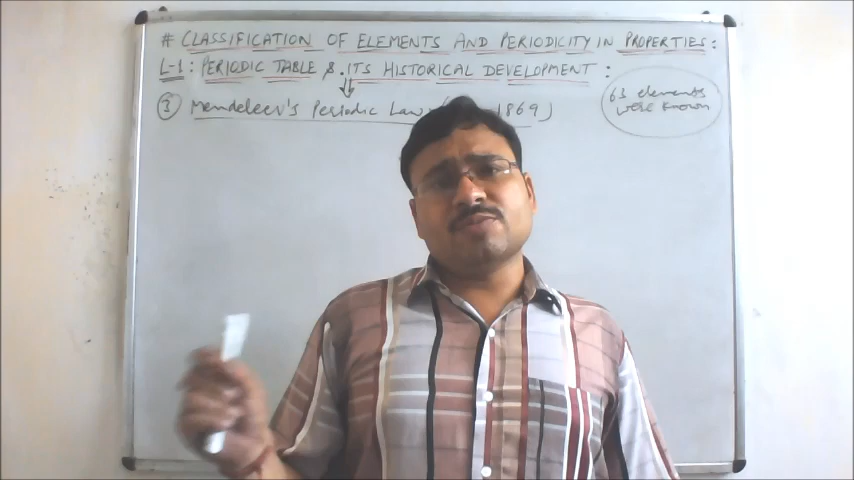 # CLASSIFICATION OF ELEMENTS AND PERIODICITY IN PROPERTIES:
L-1: PERIODIC TABLE & ITS HISTORICAL DEVELOPMENT:
③ Mendeleev's Periodic Law ( 1869)
63 elements
were known